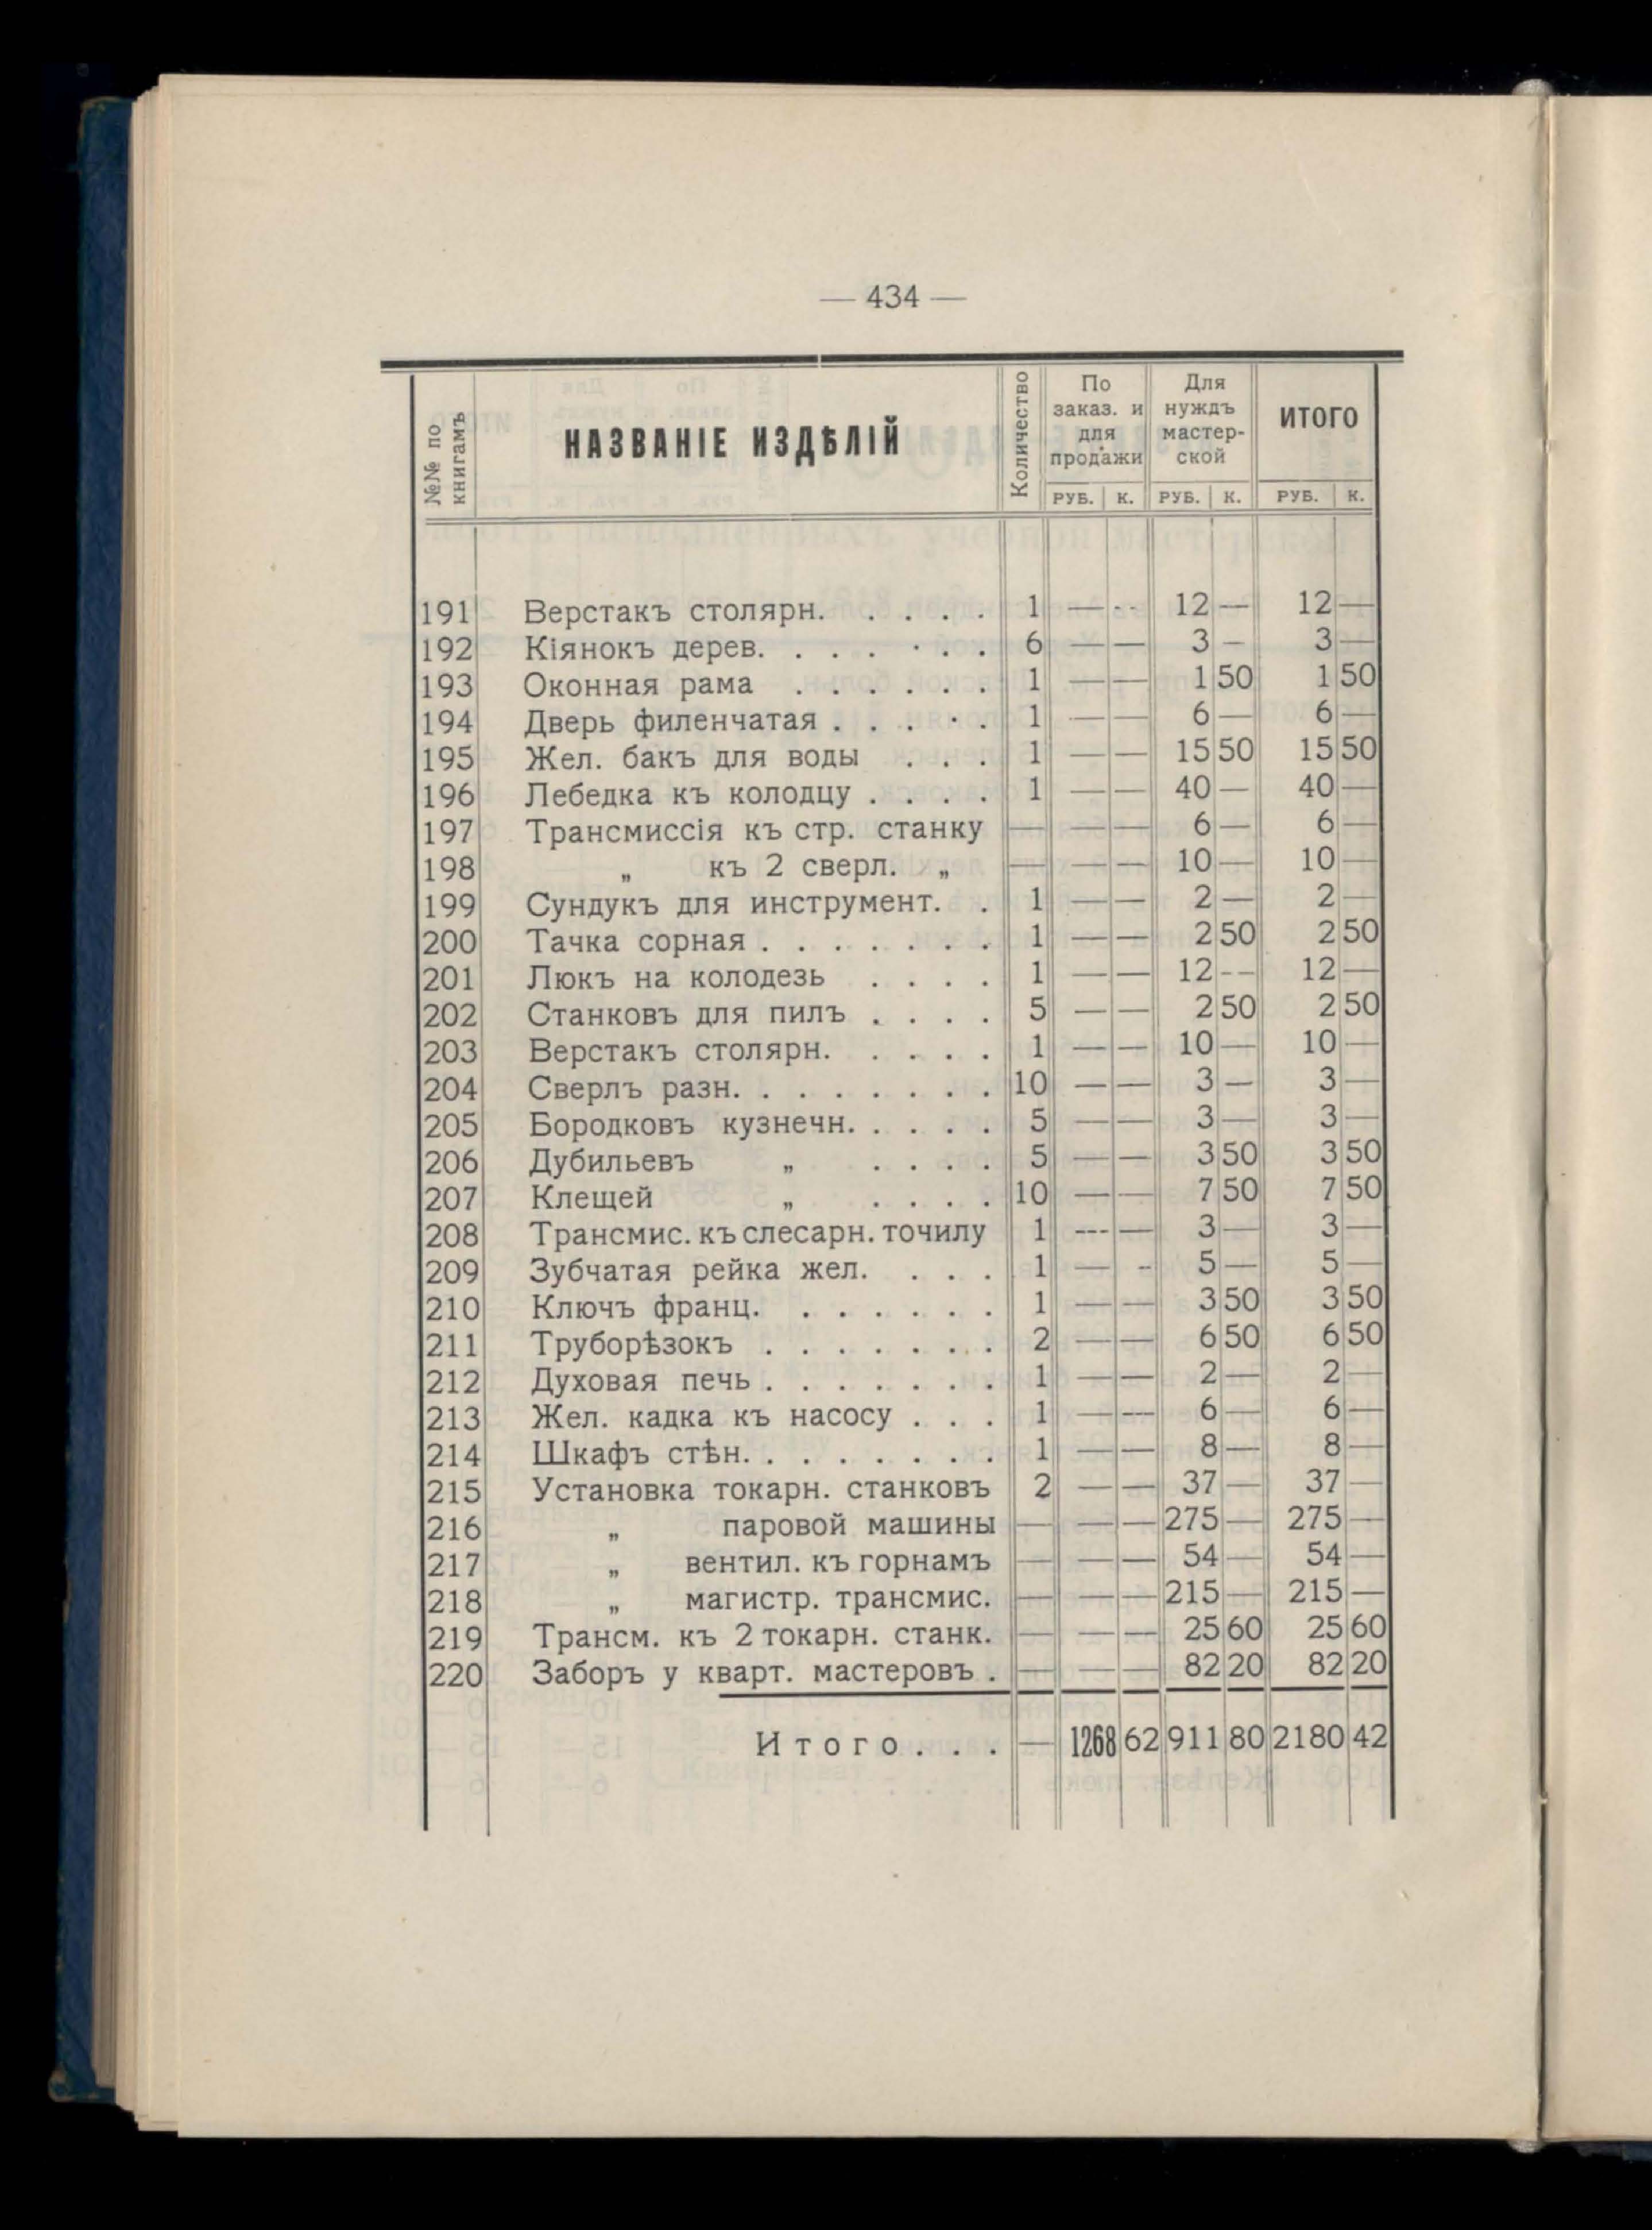 — 434 —
№№ по книгамъ | НАЗВАНІЕ ИЗДѢЛІЙ | Количество | По заказ. и для продажи | Для нуждъ мастер-ской | ИТОГО
РУБ. | К. | РУБ. | К. | РУБ. | К.
191 Верстакъ столярн. . . . . 1 — - - 12 — 12 —
192 Кіянокъ дерев. . . . . . . 6 — — 3 — 3 —
193 Оконная рама . . . . . . 1 — — 1 50 1 50
194 Дверь филенчатая . . . . . 1 — — 6 — 6 —
195 Жел. бакъ для воды . . . 1 — — 15 50 15 50
196 Лебедка къ колодцу . . . . 1 — — 40 — 40 —
197 Трансмиссія къ стр. станку — — — 6 — 6 —
198 „ къ 2 сверл. „ — — — 10 — 10 —
199 Сундукъ для инструмент. . 1 — — 2 — 2 —
200 Тачка сорная . . . . . . . 1 — — 2 50 2 50
201 Люкъ на колодезь . . . . 1 — — 12 -- 12 —
202 Станковъ для пилъ . . . . 5 — — 2 50 2 50
203 Верстакъ столярн. . . . . 1 — — 10 — 10 —
204 Сверлъ разн. . . . . . . . 10 — — 3 — 3 —
205 Бородковъ кузнечн. . . . . 5 — — 3 — 3 —
206 Дубильевъ „ . . . . 5 — — 3 50 3 50
207 Клещей „ . . . . 10 — — 7 50 7 50
208 Трансмис. къ слесарн. точилу 1 --- — 3 — 3 —
209 Зубчатая рейка жел. . . . 1 — - 5 — 5 —
210 Ключъ франц. . . . . . . 1 — — 3 50 3 50
211 Труборѣзокъ . . . . . . . 2 — — 6 50 6 50
212 Духовая печь . . . . . . . 1 — — 2 — 2 —
213 Жел. кадка къ насосу . . . 1 — --- 6 — 6 —
214 Шкафъ стѣн. . . . . . . . 1 — — 8 — 8 —
215 Установка токарн. станковъ 2 — — 37 — 37 —
216 „ паровой машины — — — 275 — 275 —
217 „ вентил. къ горнамъ — — — 54 — 54 —
218 „ магистр. трансмис. — — — 215 — 215 —
219 Трансм. къ 2 токарн. станк. — — — 25 60 25 60
220 Заборъ у кварт. мастеровъ . — — — 82 20 82 20
Итого . . . — 1268 62 911 80 2180 42